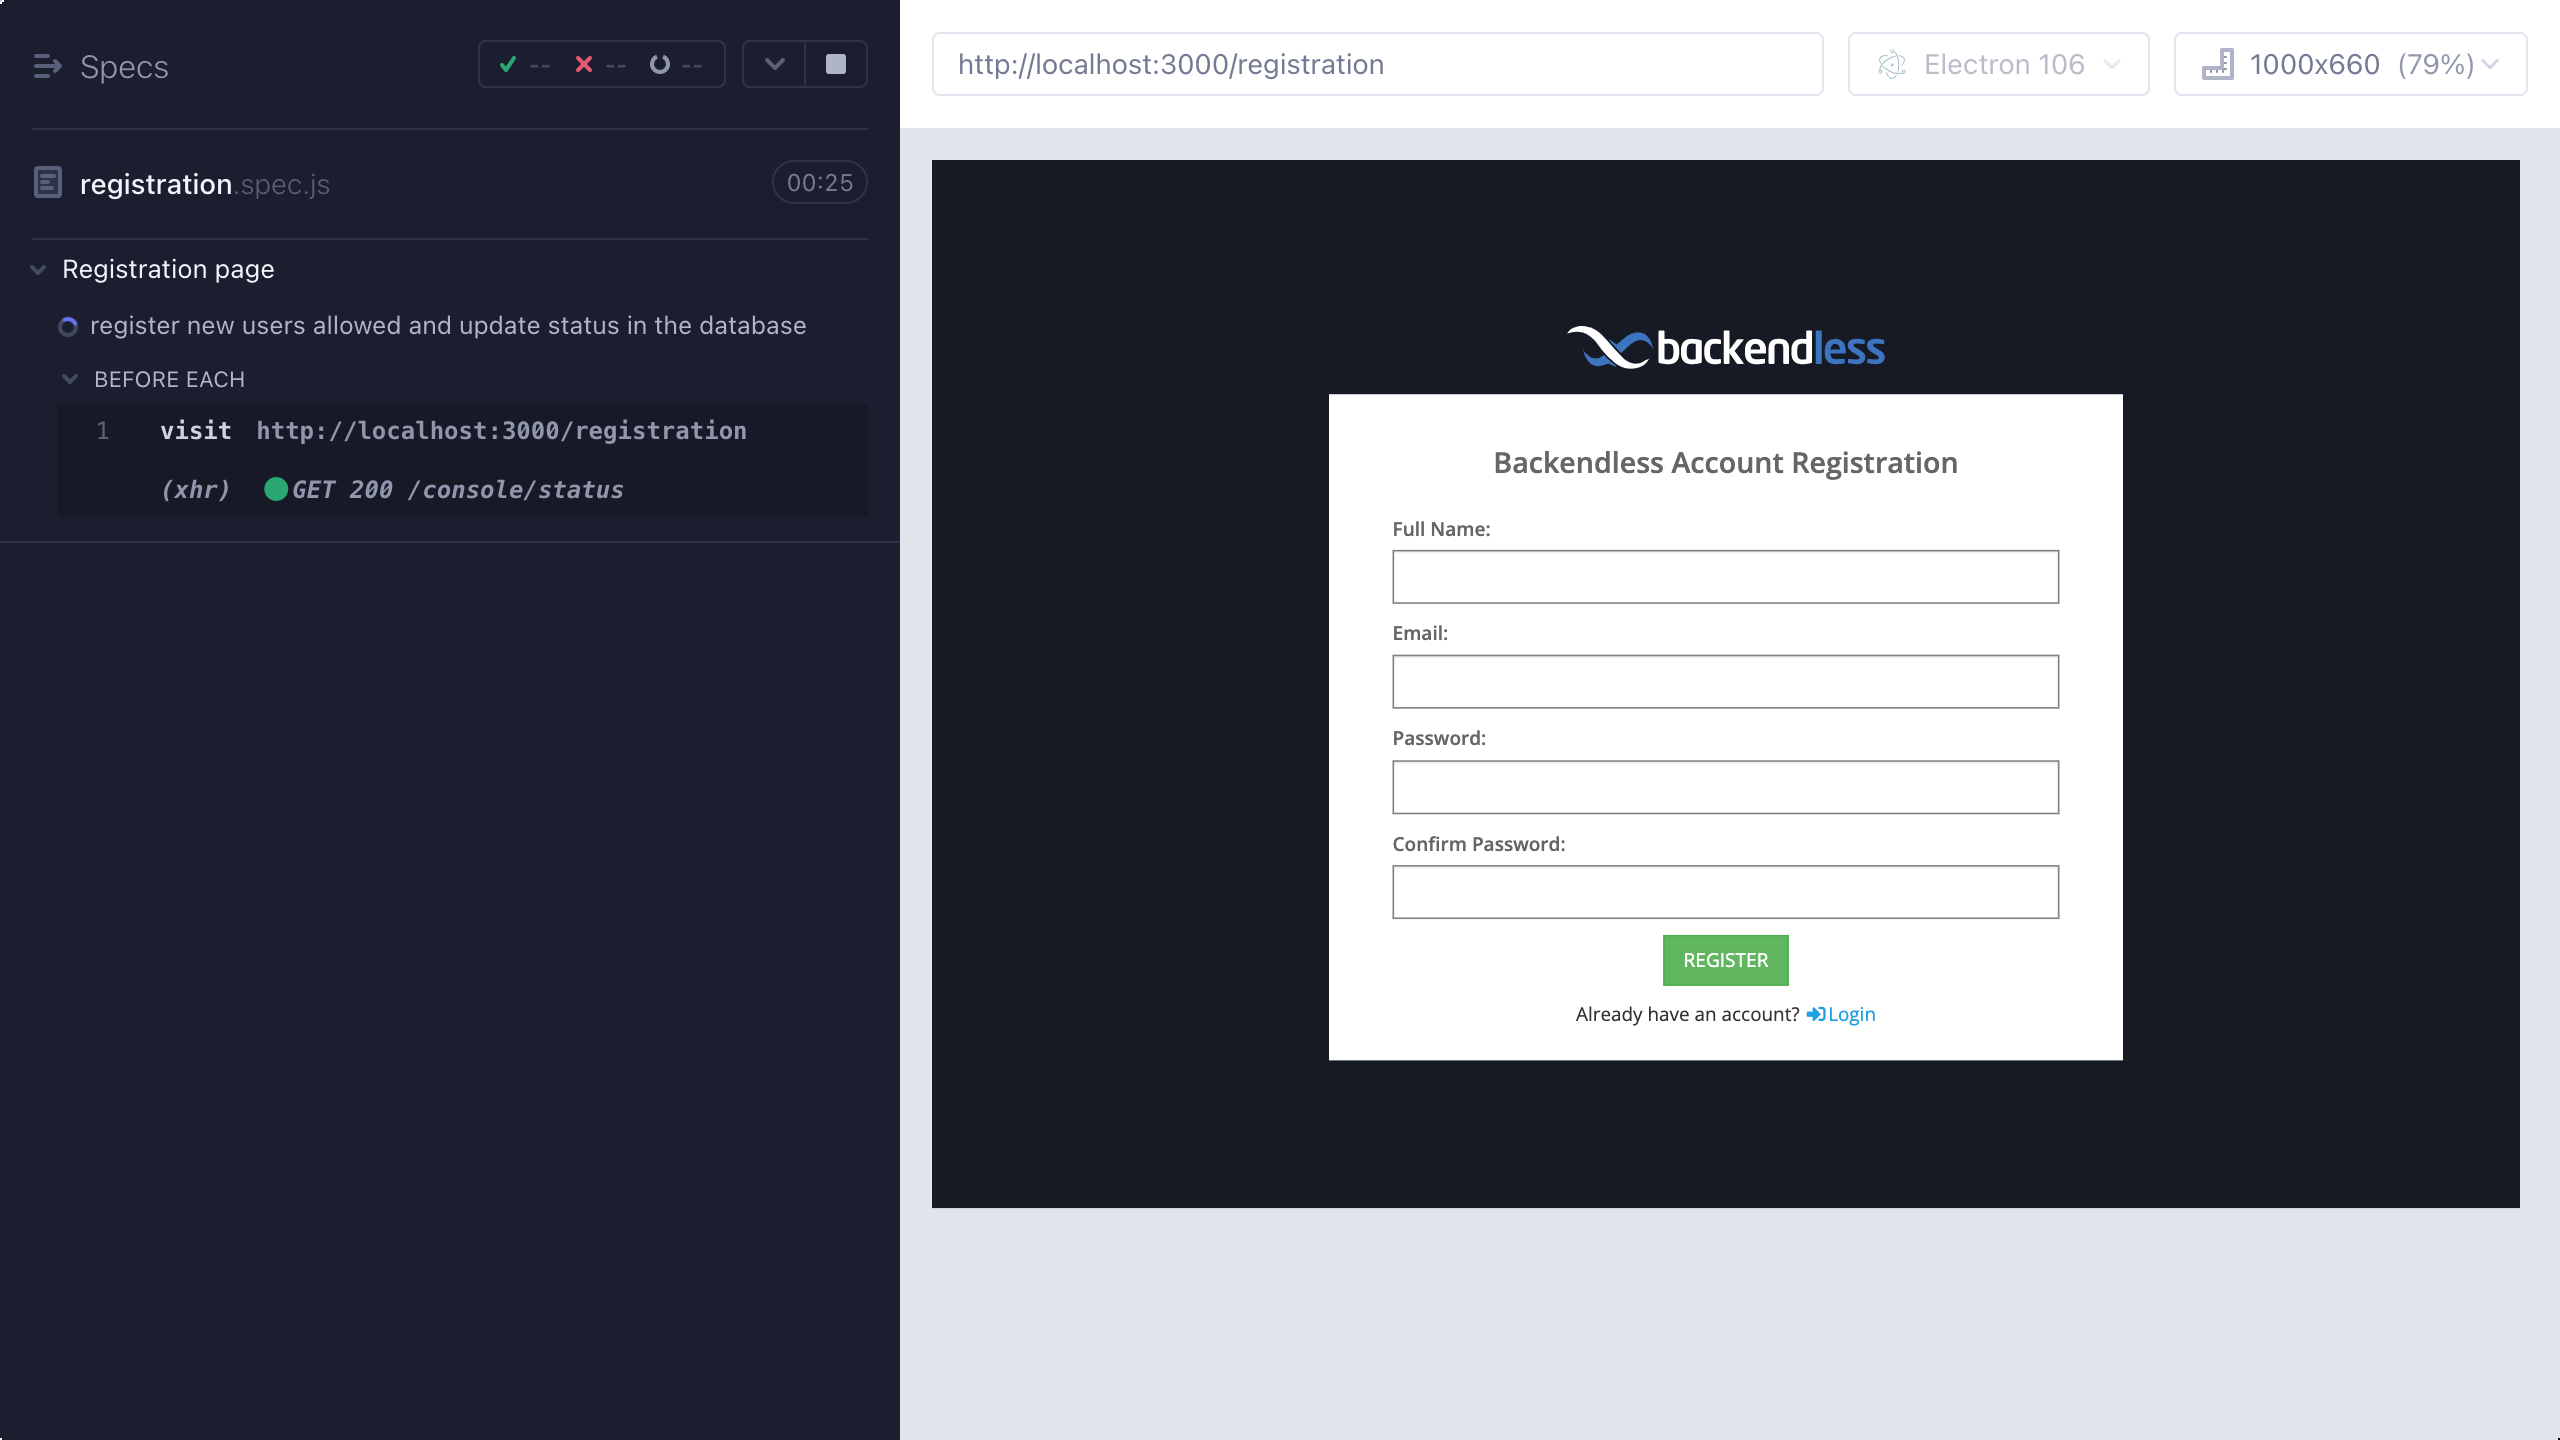 Specs
-- -- --
registration.spec.js 00:25
Registration page
register new users allowed and update status in the database
BEFORE EACH
1 visit http://localhost:3000/registration
(xhr) GET 200 /console/status
http://localhost:3000/registration
Electron 106
1000x660 (79%)
backendless
Backendless Account Registration
Full Name:
Email:
Password:
Confirm Password:
REGISTER
Already have an account? Login